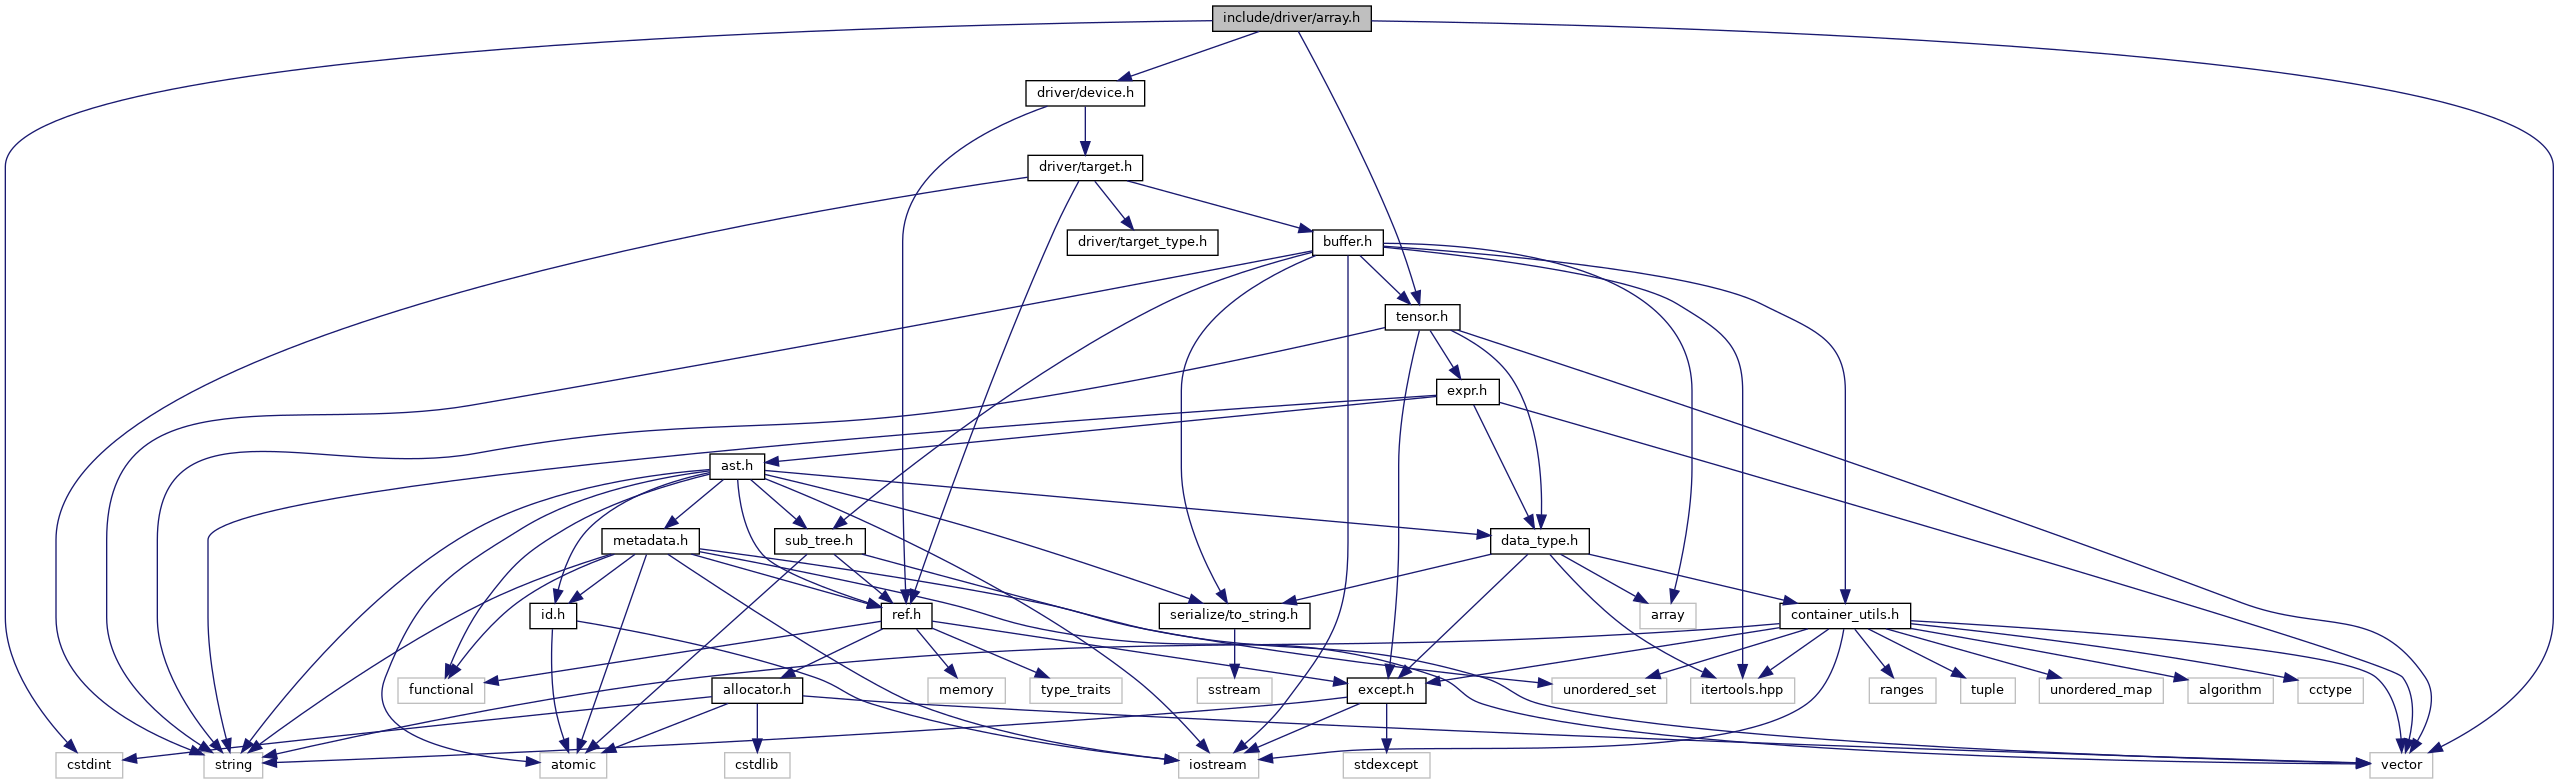 include/driver/array.h
driver/device.h
driver/target.h
driver/target_type.h
buffer.h
tensor.h
expr.h
ast.h
metadata.h
sub_tree.h
data_type.h
id.h
ref.h
serialize/to_string.h
array
container_utils.h
functional
allocator.h
memory
type_traits
sstream
except.h
unordered_set
itertools.hpp
ranges
tuple
unordered_map
algorithm
cctype
cstdint
string
atomic
cstdlib
iostream
stdexcept
vector